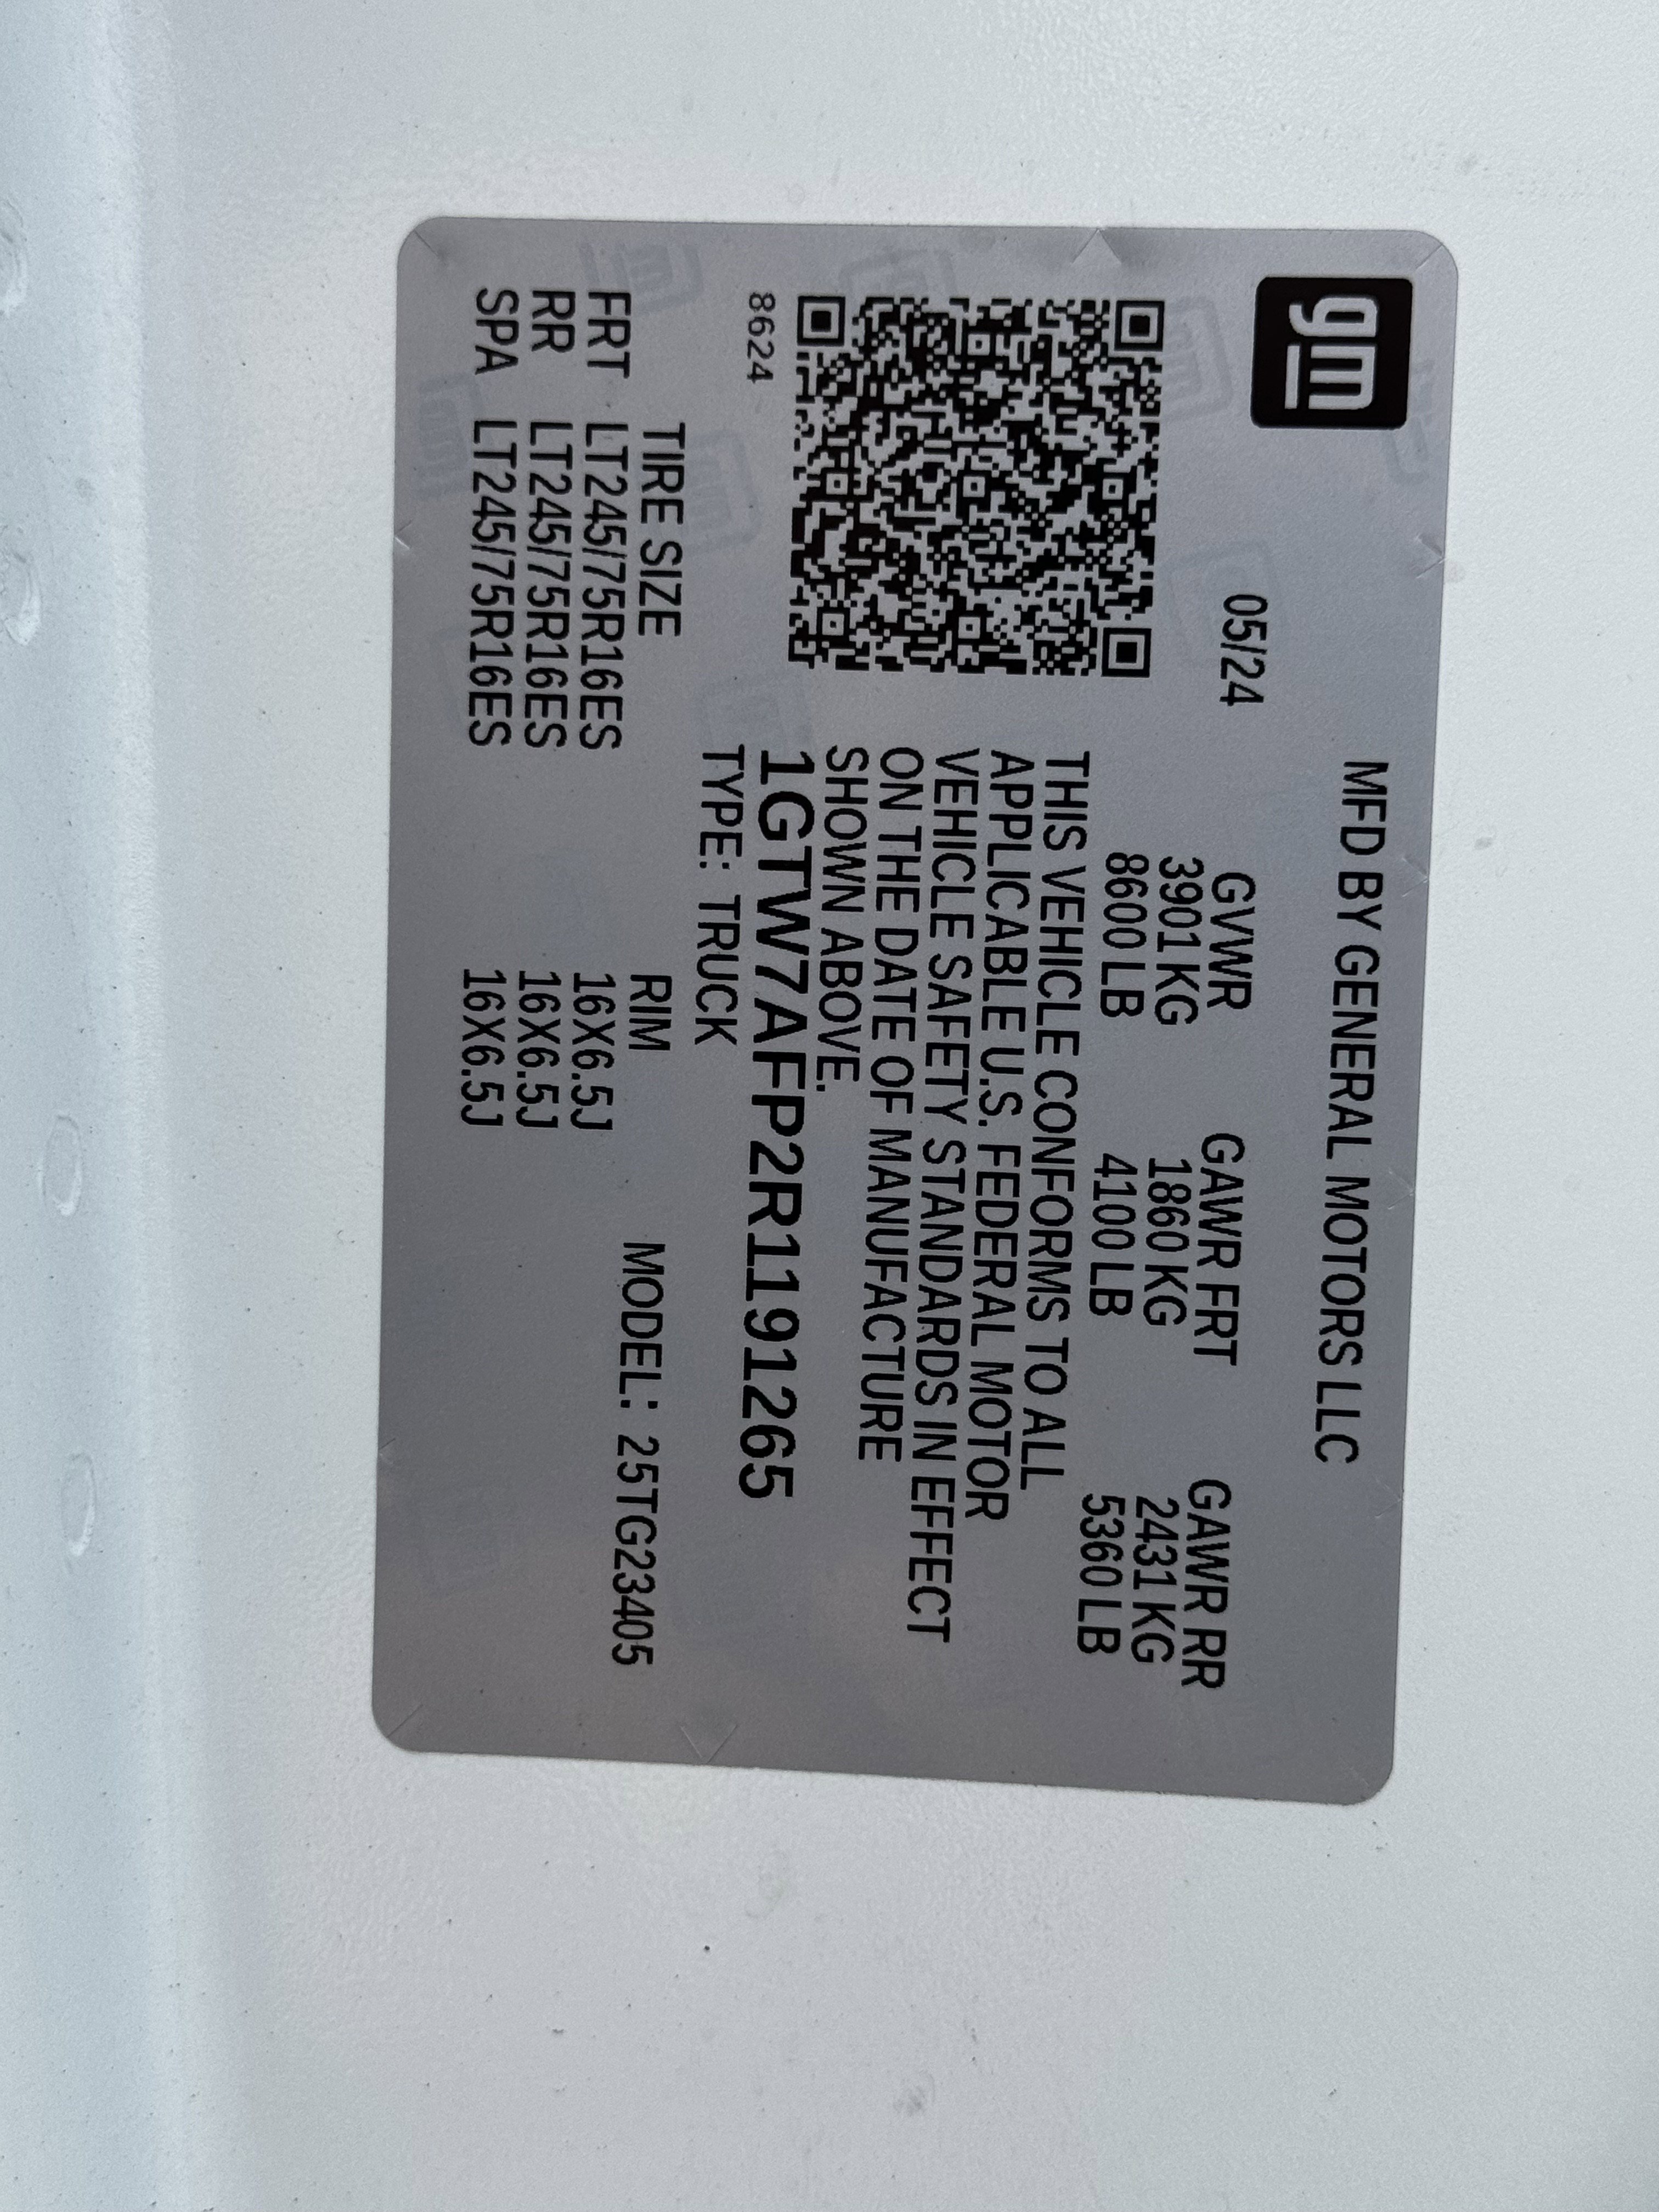 gm
MFD BY GENERAL MOTORS LLC
05/24
GVWR GAWR FRT GAWR RR
3901 KG 1860 KG 2431 KG
8600 LB 4100 LB 5360 LB
THIS VEHICLE CONFORMS TO ALL
APPLICABLE U.S. FEDERAL MOTOR
VEHICLE SAFETY STANDARDS IN EFFECT
ON THE DATE OF MANUFACTURE
SHOWN ABOVE.
1GTW7AFP2R1191265
8624
TYPE: TRUCK
TIRE SIZE RIM MODEL: 25TG23405
FRT LT245/75R16ES 16X6.5J
RR LT245/75R16ES 16X6.5J
SPA LT245/75R16ES 16X6.5J